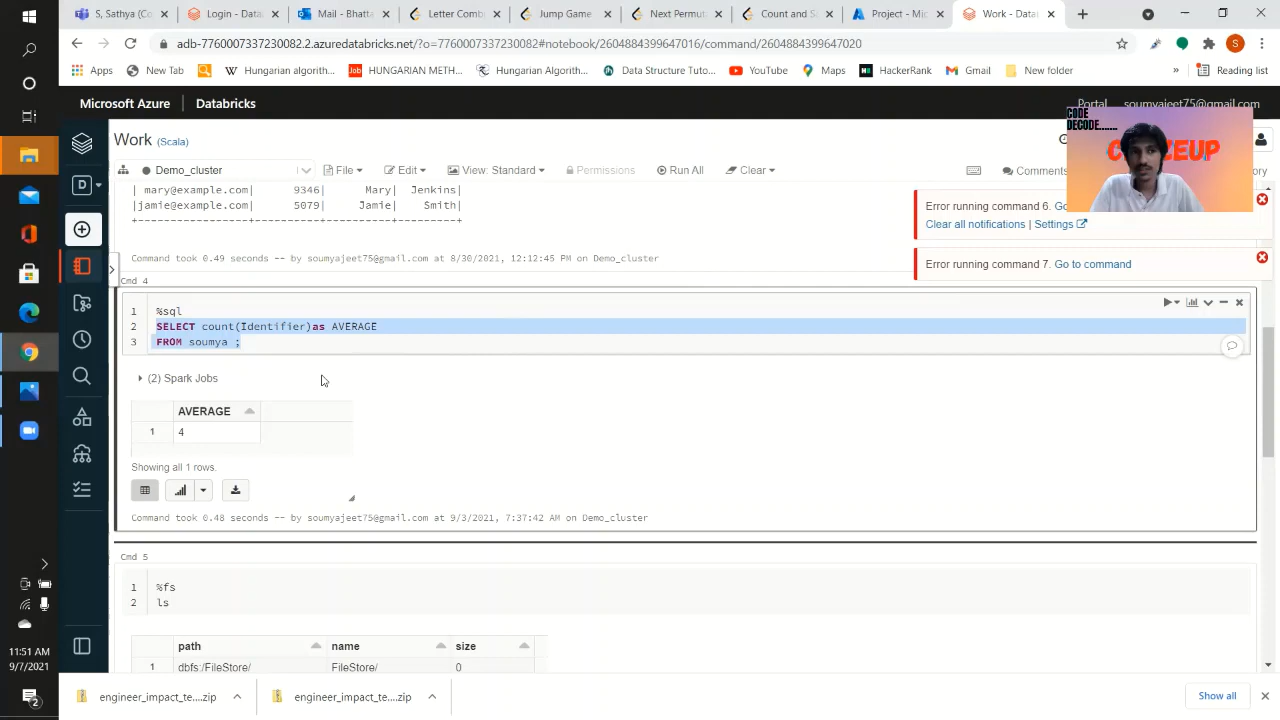 S, Sathya (Co
Login - Data
Mail - Bhatta
Letter Comb
Jump Game
Next Permut
Count and S
Project - Mic
Work - Data
adb-7760007337230082.2.azuredatabricks.net/?o=7760007337230082#notebook/2604884399647016/command/2604884399647020
Apps
New Tab
Hungarian algorith...
HUNGARIAN METH...
Hungarian Algorith...
Data Structure Tuto...
YouTube
Maps
HackerRank
Gmail
New folder
»
Reading list
Microsoft Azure
Databricks
Portal
soumyajeet75@gmail.com
CODE
DECODE.......
Work (Scala)
Demo_cluster
File
Edit
View: Standard
Permissions
Run All
Clear
Comments
| mary@example.com| 9346| Mary| Jenkins|
|jamie@example.com| 5079| Jamie| Smith|
+-----------------+----------+----------+---------+
Error running command 6. Go
Clear all notifications | Settings
Command took 0.49 seconds -- by soumyajeet75@gmail.com at 8/30/2021, 12:12:45 PM on Demo_cluster
Error running command 7. Go to command
Cmd 4
1 %sql
2 SELECT count(Identifier)as AVERAGE
3 FROM soumya ;
(2) Spark Jobs
AVERAGE
1 4
Showing all 1 rows.
Command took 0.48 seconds -- by soumyajeet75@gmail.com at 9/3/2021, 7:37:42 AM on Demo_cluster
Cmd 5
1 %fs
2 ls
path name size
1 dbfs:/FileStore/ FileStore/ 0
11:51 AM
9/7/2021
2
engineer_impact_te....zip
engineer_impact_te....zip
Show all